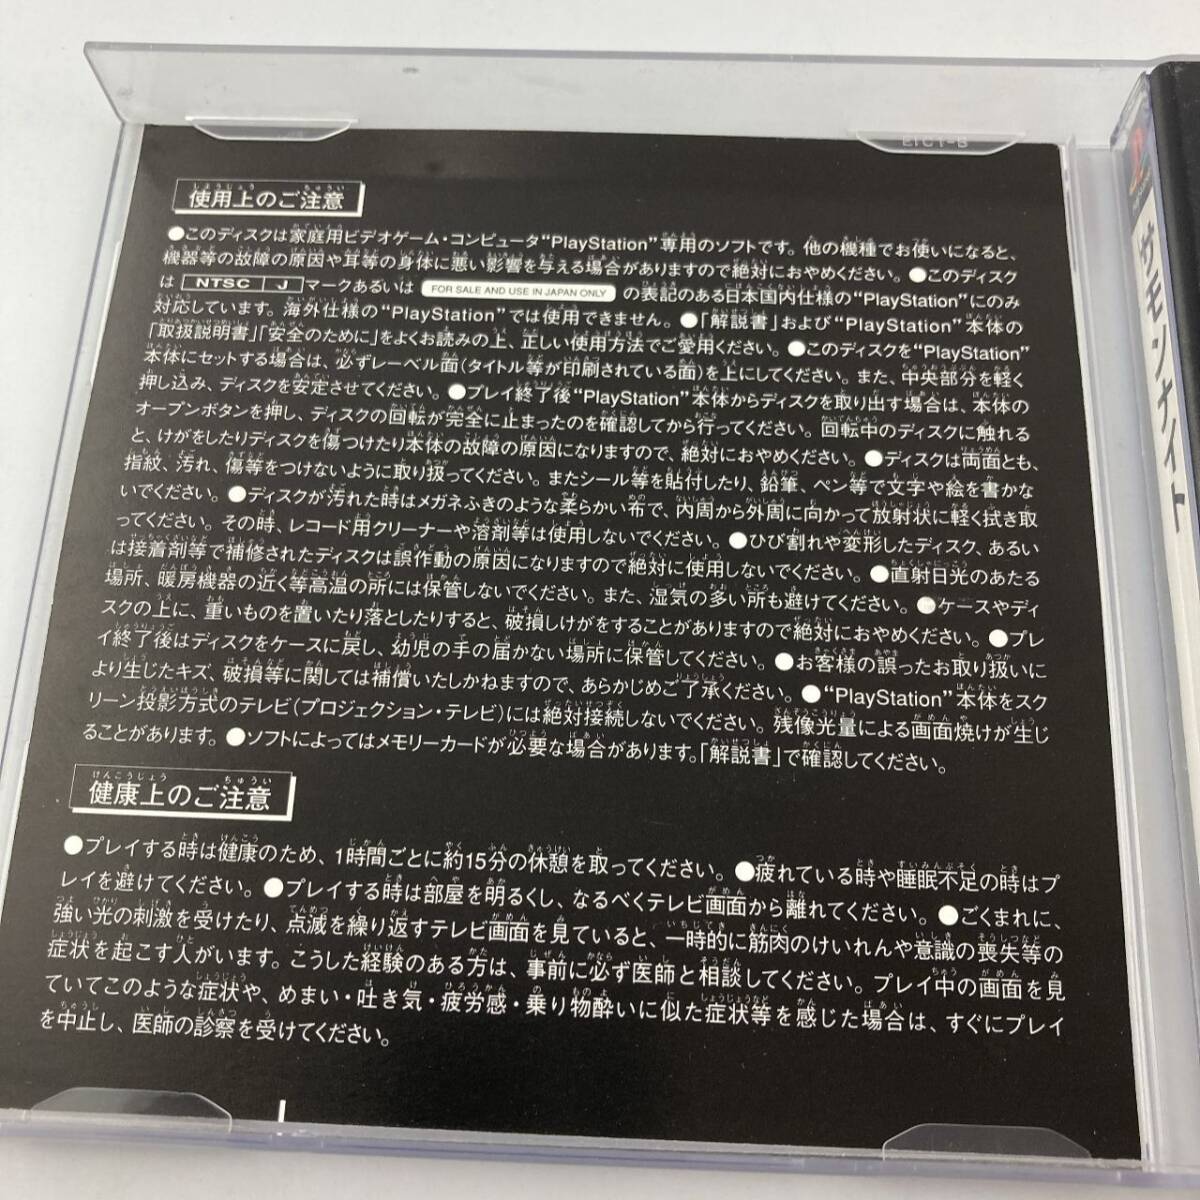 EICT-B
使用上のご注意
●このディスクは家庭用ビデオゲーム・コンピュータ“PlayStation”専用のソフトです。他の機種でお使いになると、
機器等の故障の原因や耳等の身体に悪い影響を与える場合がありますので絶対におやめください。●このディスク
は NTSC J マークあるいは FOR SALE AND USE IN JAPAN ONLY の表記のある日本国内仕様の“PlayStation”にのみ
対応しています。海外仕様の“PlayStation”では使用できません。●「解説書」および“PlayStation”本体の
「取扱説明書」「安全のために」をよくお読みの上、正しい使用方法でご愛用ください。●このディスクを“PlayStation”
本体にセットする場合は、必ずレーベル面(タイトル等が印刷されている面)を上にしてください。また、中央部分を軽く
押し込み、ディスクを安定させてください。●プレイ終了後“PlayStation”本体からディスクを取り出す場合は、本体の
オープンボタンを押し、ディスクの回転が完全に止まったのを確認してから行ってください。回転中のディスクに触れる
と、けがをしたりディスクを傷つけたり本体の故障の原因になりますので、絶対におやめください。●ディスクは両面とも、
指紋、汚れ、傷等をつけないように取り扱ってください。またシール等を貼付したり、鉛筆、ペン等で文字や絵を書かな
いでください。●ディスクが汚れた時はメガネふきのような柔らかい布で、内周から外周に向かって放射状に軽く拭き取
ってください。その時、レコード用クリーナーや溶剤等は使用しないでください。●ひび割れや変形したディスク、あるい
は接着剤等で補修されたディスクは誤作動の原因になりますので絶対に使用しないでください。●直射日光のあたる
場所、暖房機器の近く等高温の所には保管しないでください。また、湿気の多い所も避けてください。●ケースやディ
スクの上に、重いものを置いたり落としたりすると、破損しけがをすることがありますので絶対におやめください。●プレ
イ終了後はディスクをケースに戻し、幼児の手の届かない場所に保管してください。●お客様の誤ったお取り扱いに
より生じたキズ、破損等に関しては補償いたしかねますので、あらかじめご了承ください。●“PlayStation”本体をスク
リーン投影方式のテレビ(プロジェクション・テレビ)には絶対接続しないでください。残像光量による画面焼けが生じ
ることがあります。●ソフトによってはメモリーカードが必要な場合があります。「解説書」で確認してください。
健康上のご注意
●プレイする時は健康のため、1時間ごとに約15分の休憩を取ってください。●疲れている時や睡眠不足の時はプ
レイを避けてください。●プレイする時は部屋を明るくし、なるべくテレビ画面から離れてください。●ごくまれに、
強い光の刺激を受けたり、点滅を繰り返すテレビ画面を見ていると、一時的に筋肉のけいれんや意識の喪失等の
症状を起こす人がいます。こうした経験のある方は、事前に必ず医師と相談してください。プレイ中の画面を見
ていてこのような症状や、めまい・吐き気・疲労感・乗り物酔いに似た症状等を感じた場合は、すぐにプレイ
を中止し、医師の診察を受けてください。
サモンナイト